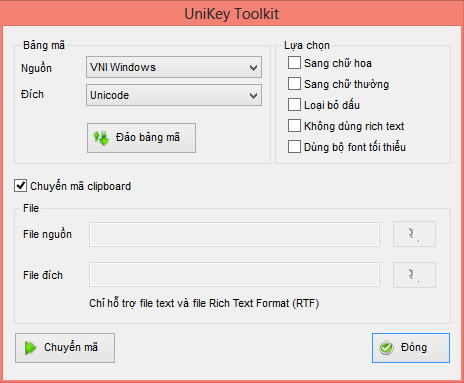 UniKey Toolkit
Bảng mã
Nguồn
VNI Windows
Đích
Unicode
Đảo bảng mã
Lựa chọn
Sang chữ hoa
Sang chữ thường
Loại bỏ dấu
Không dùng rich text
Dùng bộ font tối thiểu
Chuyển mã clipboard
File
File nguồn
File đích
Chỉ hỗ trợ file text và file Rich Text Format (RTF)
Chuyển mã
Đóng